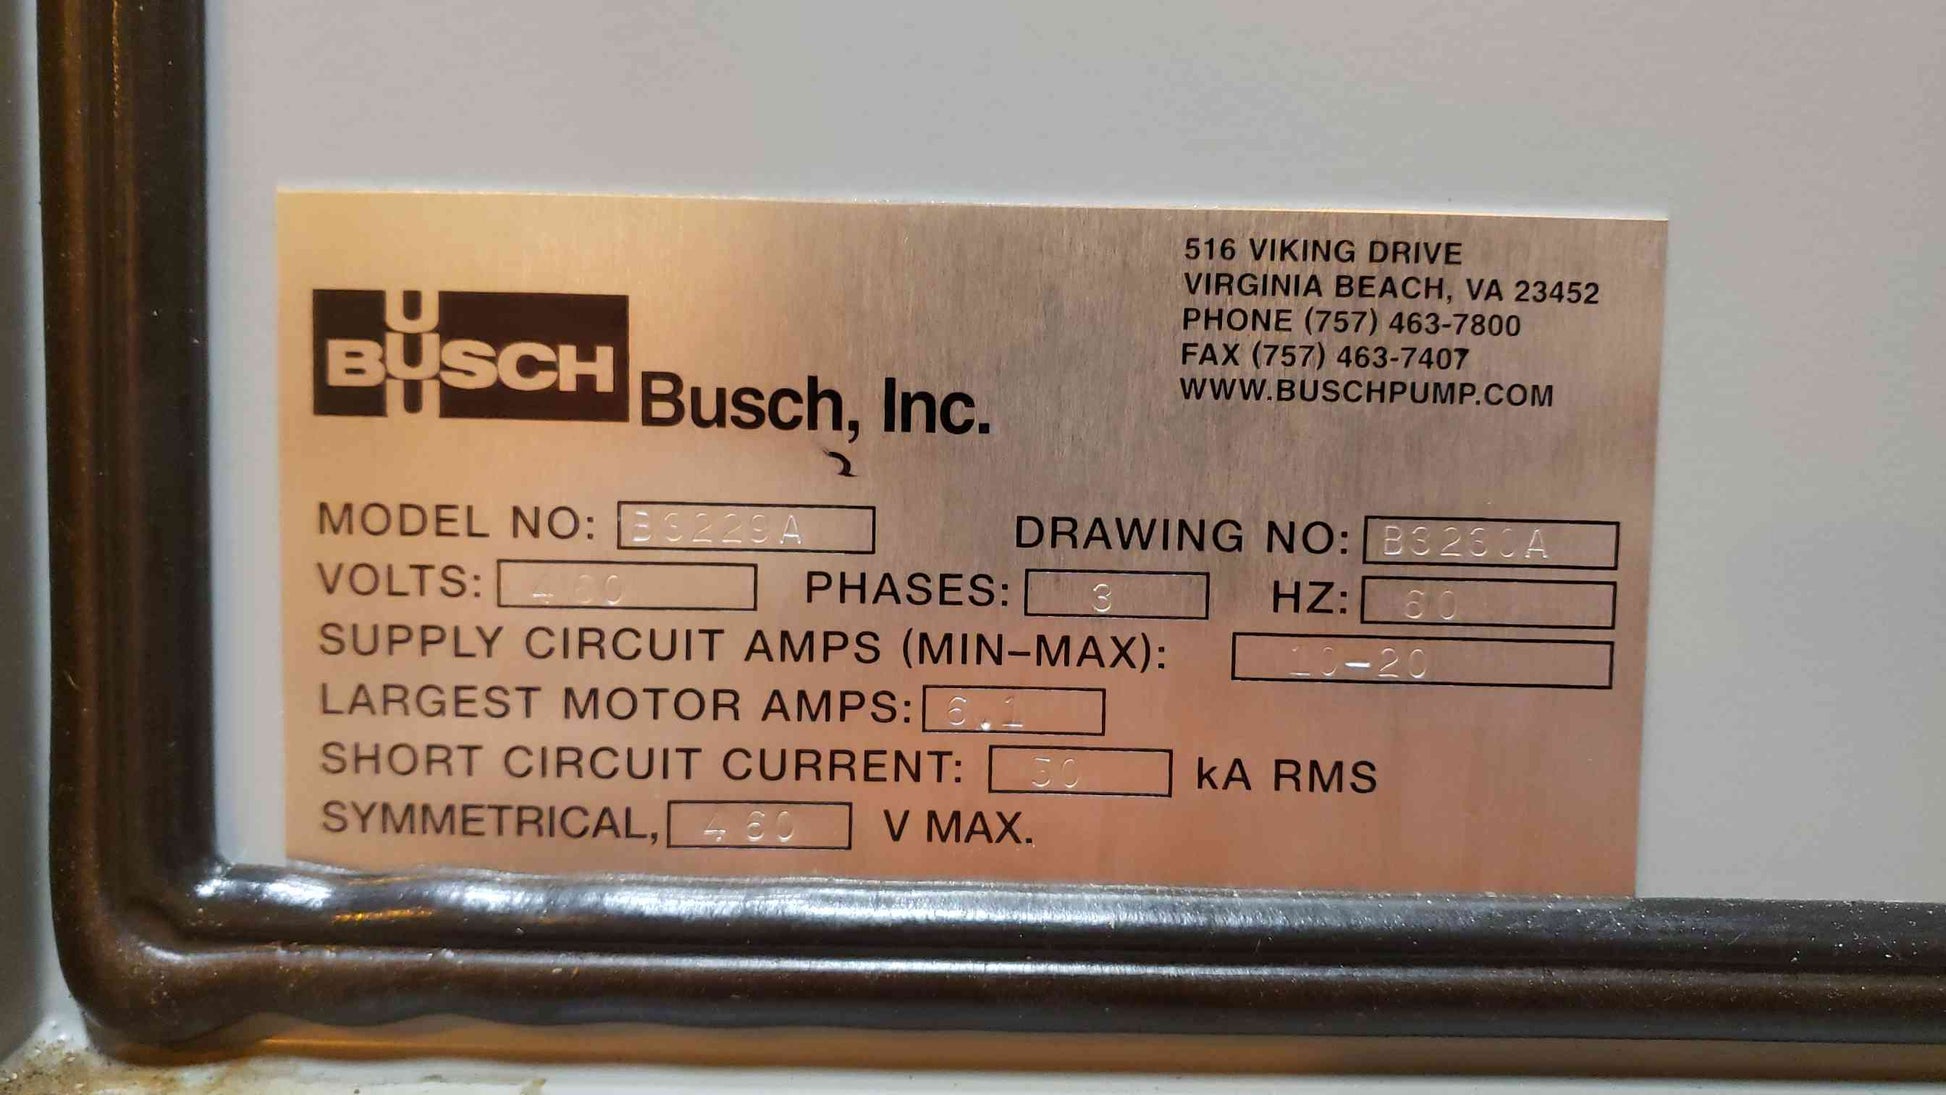 516 VIKING DRIVE
VIRGINIA BEACH, VA 23452
PHONE (757) 463-7800
FAX (757) 463-7407
WWW.BUSCHPUMP.COM
BUSCH Busch, Inc.
MODEL NO: B3229A DRAWING NO: B3230A
VOLTS: 460 PHASES: 3 HZ: 60
SUPPLY CIRCUIT AMPS (MIN-MAX): 10-20
LARGEST MOTOR AMPS: 6.1
SHORT CIRCUIT CURRENT: kA RMS
SYMMETRICAL, 460 V MAX.